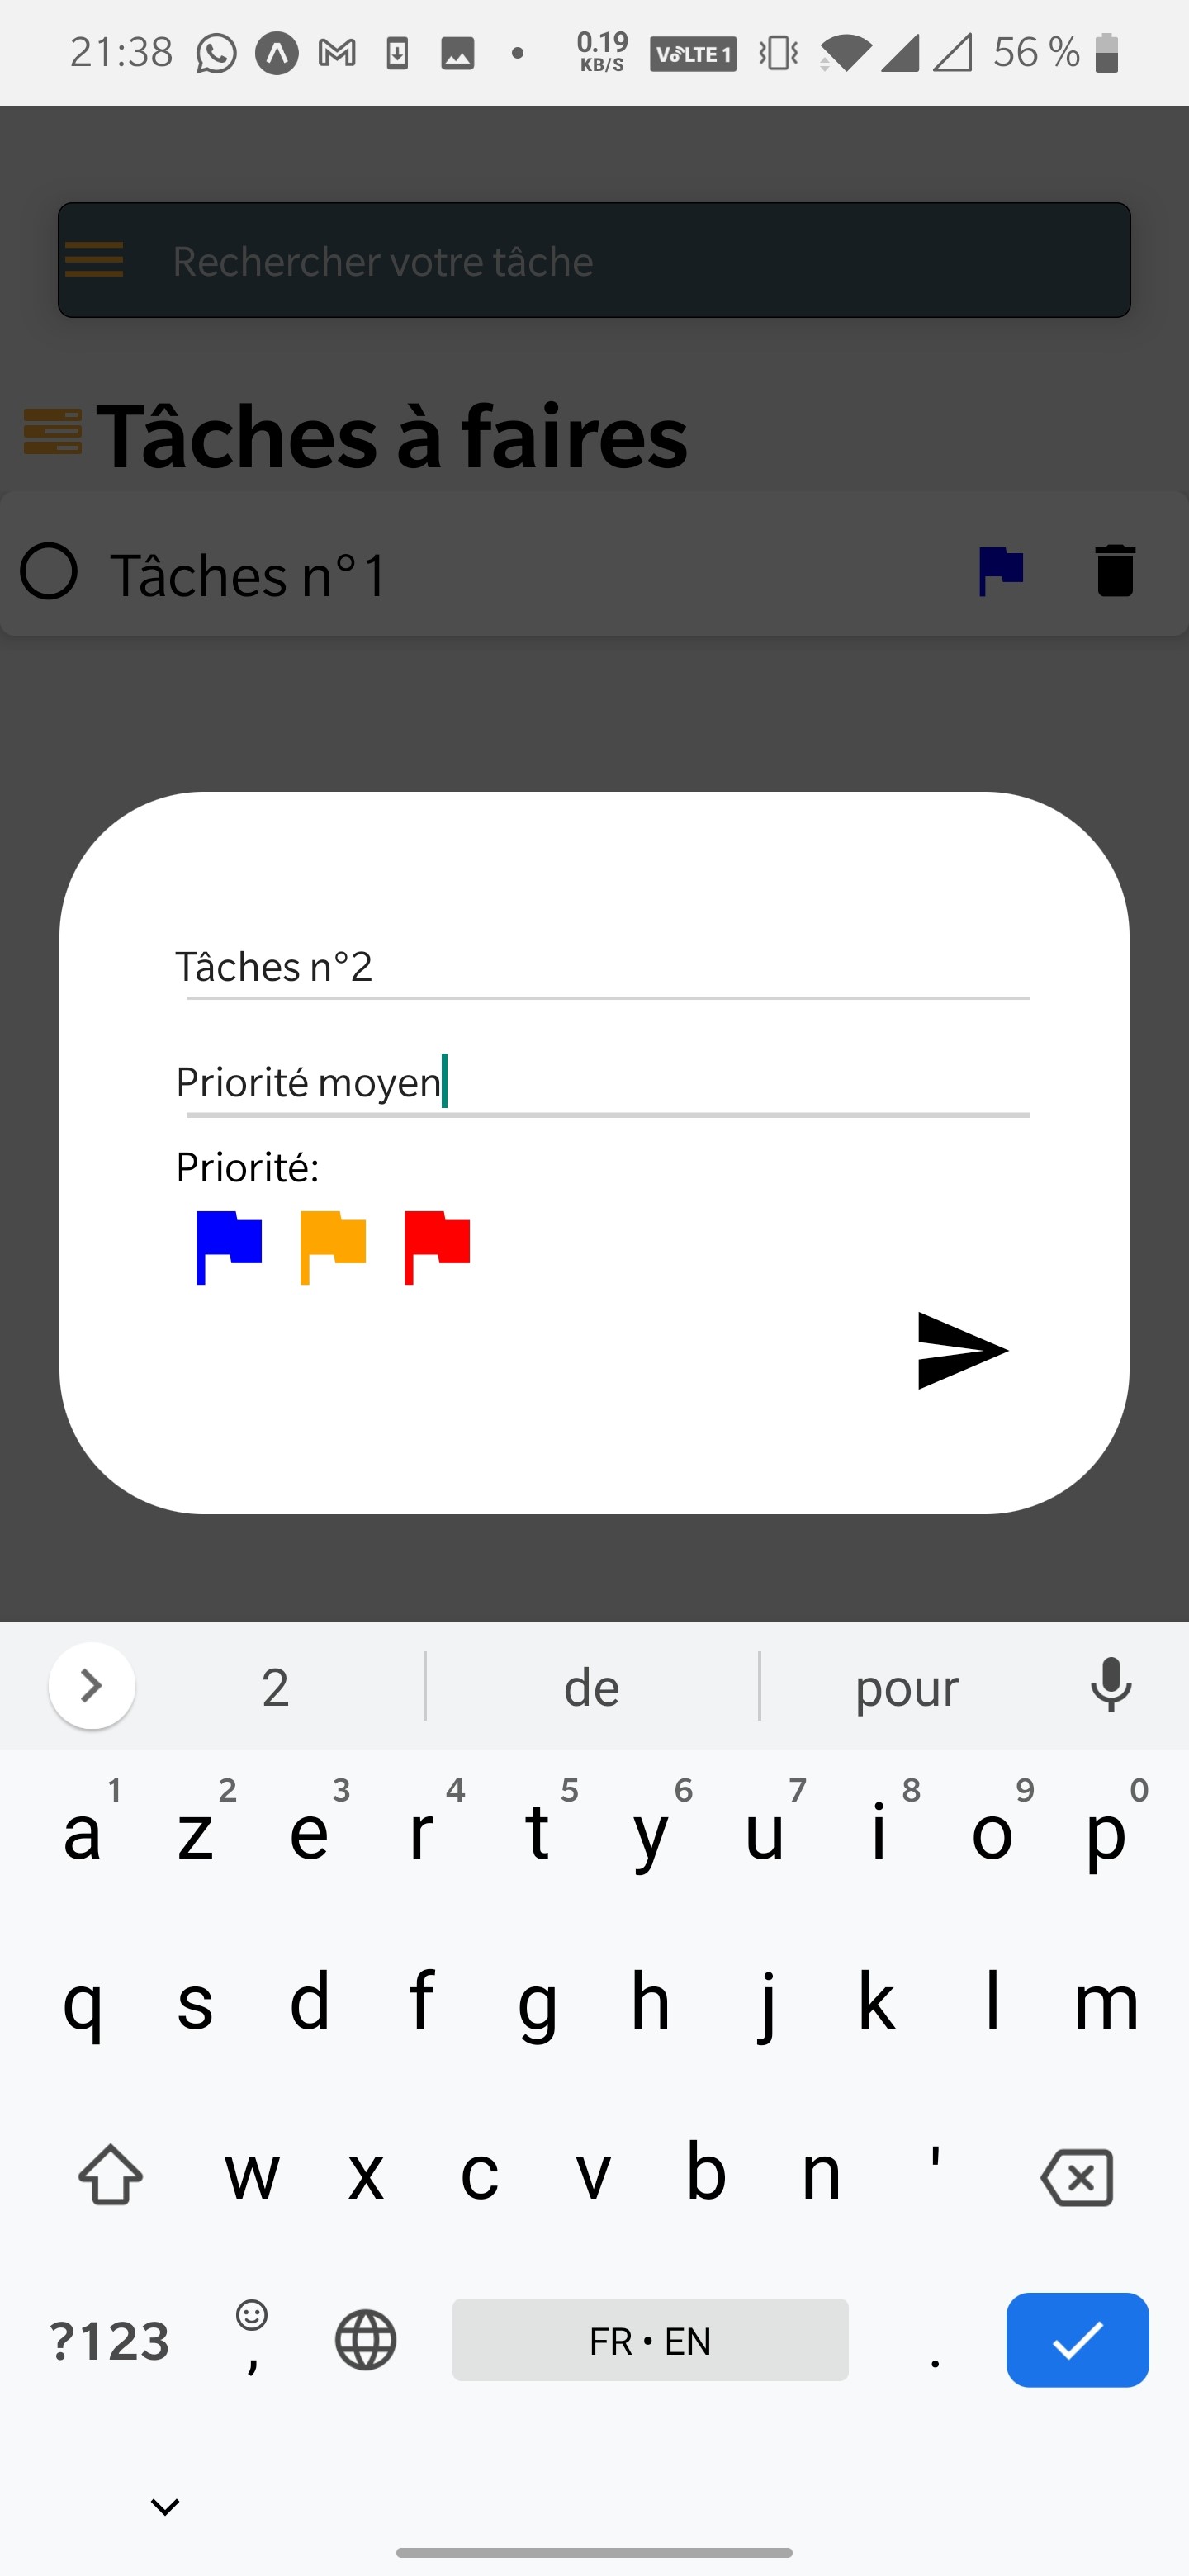 21:38 0.19 KB/S VoLTE 1 56 %
Rechercher votre tâche
Tâches à faires
Tâches n°1
Tâches n°2
Priorité moyen
Priorité:
2 de pour
1 2 3 4 5 6 7 8 9 0
a z e r t y u i o p
q s d f g h j k l m
w x c v b n '
?123 , FR • EN .